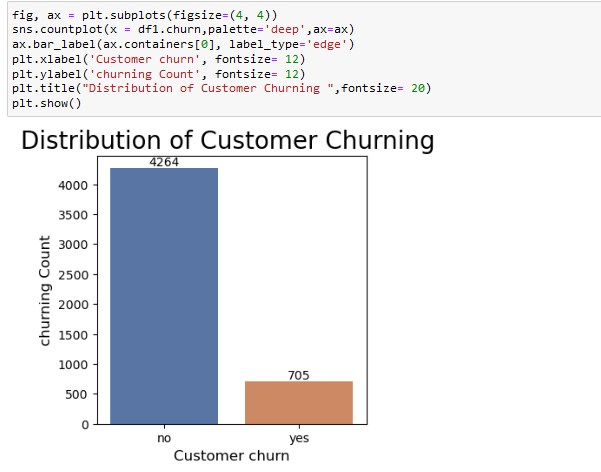 fig, ax = plt.subplots(figsize=(4, 4))
sns.countplot(x = df1.churn,palette='deep',ax=ax)
ax.bar_label(ax.containers[0], label_type='edge')
plt.xlabel('Customer churn', fontsize= 12)
plt.ylabel('churning Count', fontsize= 12)
plt.title("Distribution of Customer Churning ",fontsize= 20)
plt.show()
Distribution of Customer Churning
4264
4000
3500
3000
2500
2000
1500
1000
705
500
0
churning Count
no yes
Customer churn